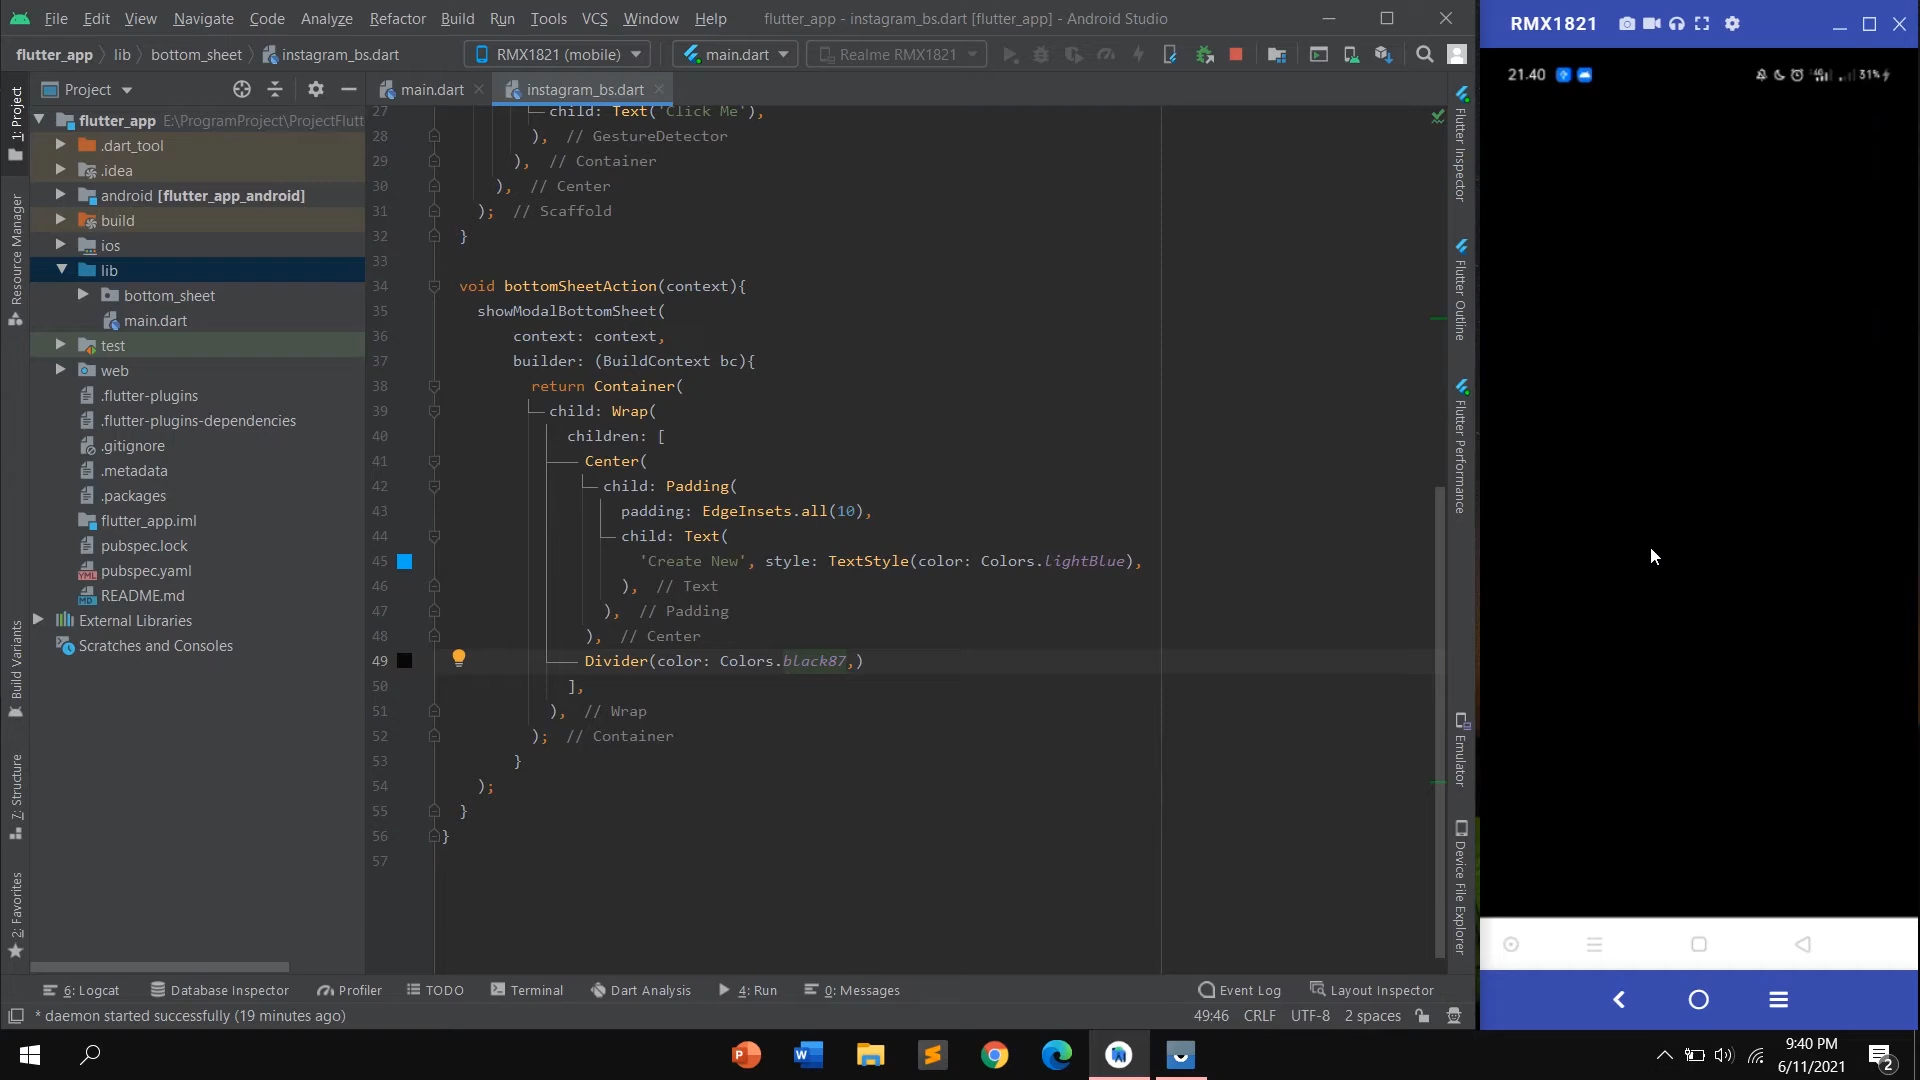 File Edit View Navigate Code Analyze Refactor Build Run Tools VCS Window Help flutter_app - instagram_bs.dart [flutter_app] - Android Studio
flutter_app lib bottom_sheet instagram_bs.dart RMX1821 (mobile) main.dart Realme RMX1821
Project
main.dart instagram_bs.dart
flutter_app E:\ProgramProject\ProjectFlutt
.dart_tool
.idea
android [flutter_app_android]
build
ios
lib
bottom_sheet
main.dart
test
web
.flutter-plugins
.flutter-plugins-dependencies
.gitignore
.metadata
.packages
flutter_app.iml
pubspec.lock
pubspec.yaml
README.md
External Libraries
Scratches and Consoles
1: Project
Resource Manager
Build Variants
7: Structure
2: Favorites
27 child: Text('Click Me'),
28 ), // GestureDetector
29 ), // Container
30 ), // Center
31 ); // Scaffold
32 }
33
34 void bottomSheetAction(context){
35 showModalBottomSheet(
36 context: context,
37 builder: (BuildContext bc){
38 return Container(
39 child: Wrap(
40 children: [
41 Center(
42 child: Padding(
43 padding: EdgeInsets.all(10),
44 child: Text(
45 'Create New', style: TextStyle(color: Colors.lightBlue),
46 ), // Text
47 ), // Padding
48 ), // Center
49 Divider(color: Colors.black87,)
50 ],
51 ), // Wrap
52 ); // Container
53 }
54 );
55 }
56 }
57
Flutter Inspector
Flutter Outline
Flutter Performance
Emulator
Device File Explorer
6: Logcat Database Inspector Profiler TODO Terminal Dart Analysis 4: Run 0: Messages Event Log Layout Inspector
* daemon started successfully (19 minutes ago) 49:46 CRLF UTF-8 2 spaces
RMX1821
21.40 31%
9:40 PM
6/11/2021
2